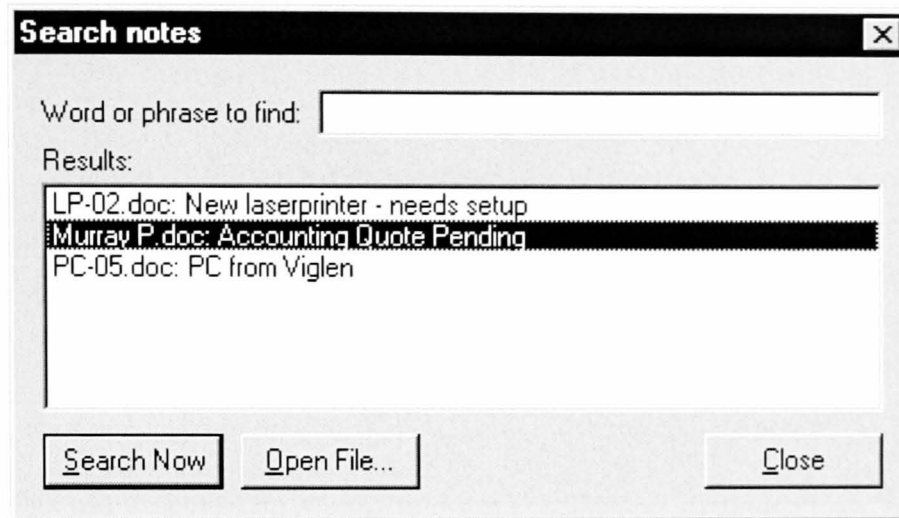 Search notes
Word or phrase to find:
Results:
LP-02.doc: New laserprinter - needs setup
Murray P.doc: Accounting Quote Pending
PC-05.doc: PC from Viglen
Search Now Open File... Close